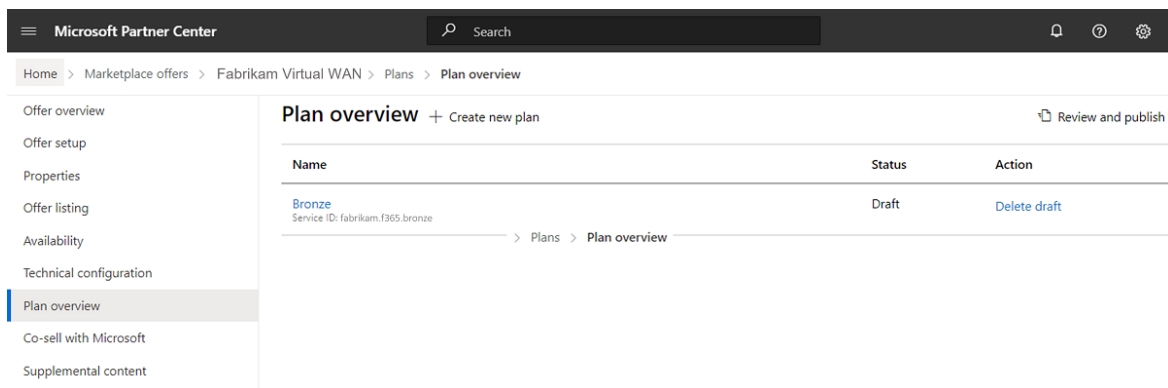 Microsoft Partner Center
Search
Home > Marketplace offers > Fabrikam Virtual WAN > Plans > Plan overview
Offer overview
Offer setup
Properties
Offer listing
Availability
Technical configuration
Plan overview
Co-sell with Microsoft
Supplemental content
Plan overview + Create new plan
Review and publish
Name Status Action
Bronze Draft Delete draft
Service ID: fabrikam.f365.bronze
> Plans > Plan overview